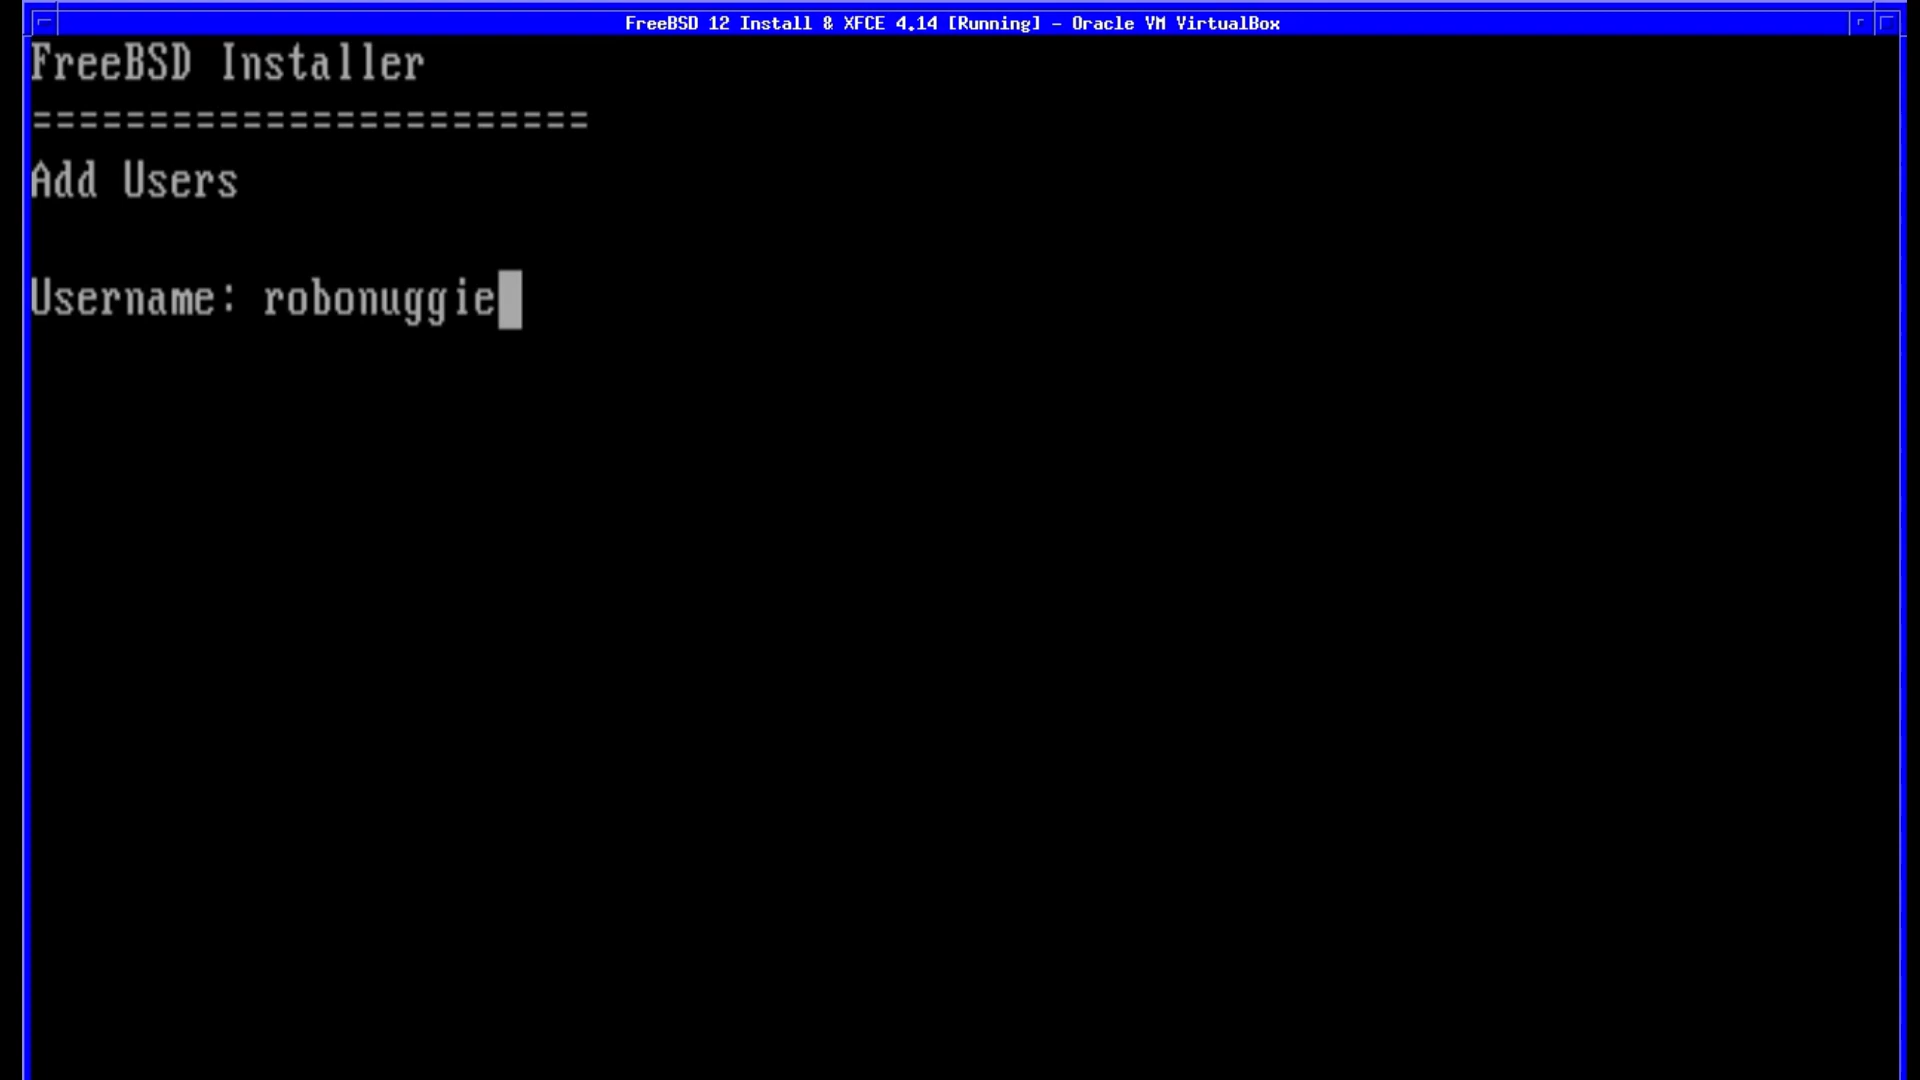 FreeBSD 12 Install & XFCE 4.14 [Running] - Oracle VM VirtualBox
FreeBSD Installer
========================
Add Users
Username: robonuggie